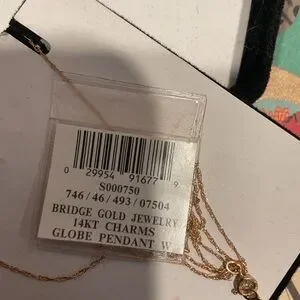 0 29954 91677 9
S000750
746 / 46 / 493 / 07504
BRIDGE GOLD JEWELRY
14KT CHARMS
GLOBE PENDANT W